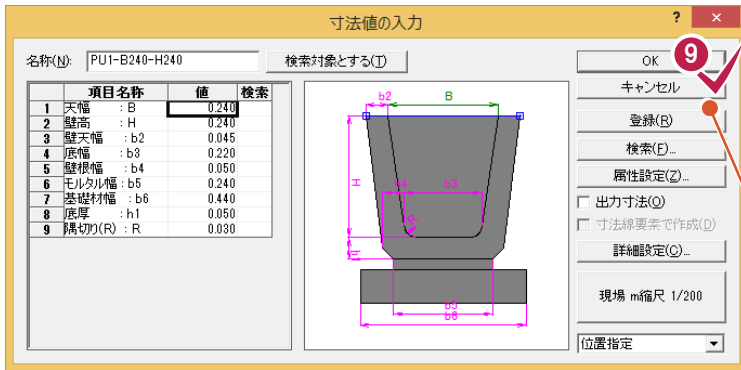 寸法値の入力
?
×
名称(N): PU1-B240-H240 検索対象とする(T)
項目名称 値 検索
1 天幅 : B 0.240
2 壁高 : H 0.240
3 壁天幅 : b2 0.045
4 底幅 : b3 0.220
5 壁根幅 : b4 0.050
6 モルタル幅 : b5 0.240
7 基礎材幅 : b6 0.440
8 底厚 : h1 0.050
9 隅切り(R) : R 0.030
b2 B
H b4 b3
R
h1
b5
b6
OK
9
キャンセル
登録(R)
検索(F)...
属性設定(Z)...
出力寸法(O)
寸法線要素で作成(D)
詳細設定(C)...
現場 m縮尺 1/200
位置指定